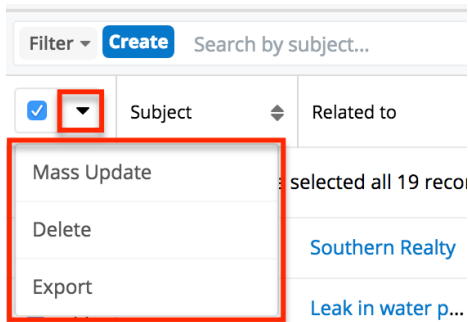 Filter Create Search by subject...
Subject Related to
Mass Update
selected all 19 recor
Delete
Southern Realty
Export
Leak in water p...